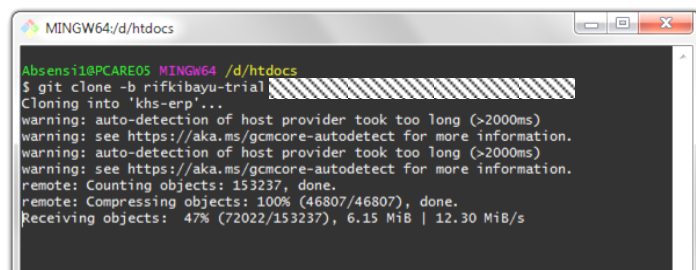 MINGW64:/d/htdocs
Absensi1@PCARE05 MINGW64 /d/htdocs
$ git clone -b rifkibayu-trial
Cloning into 'khs-erp'...
warning: auto-detection of host provider took too long (>2000ms)
warning: see https://aka.ms/gcmcore-autodetect for more information.
warning: auto-detection of host provider took too long (>2000ms)
warning: see https://aka.ms/gcmcore-autodetect for more information.
remote: Counting objects: 153237, done.
remote: Compressing objects: 100% (46807/46807), done.
Receiving objects:  47% (72022/153237), 6.15 MiB | 12.30 MiB/s